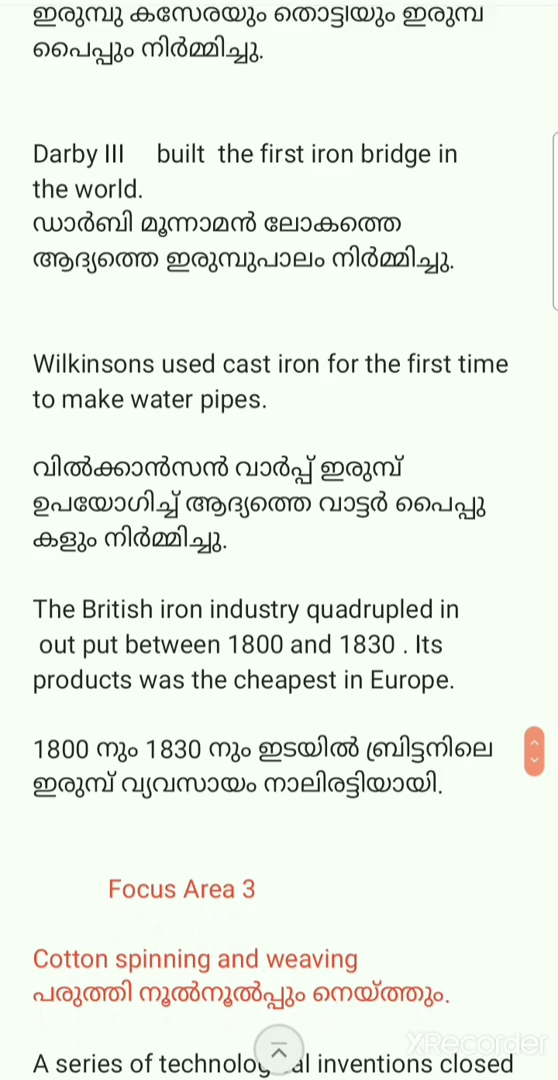 ഇരുമ്പു കസേരയും തൊട്ടിയും ഇരുമ്പ
പൈപ്പും നിർമ്മിച്ചു.
Darby III built the first iron bridge in
the world.
ഡാർബി മൂന്നാമൻ ലോകത്തെ
ആദ്യത്തെ ഇരുമ്പുപാലം നിർമ്മിച്ചു.
Wilkinsons used cast iron for the first time
to make water pipes.
വിൽക്കാൻസൻ വാർപ്പ് ഇരുമ്പ്
ഉപയോഗിച്ച് ആദ്യത്തെ വാട്ടർ പൈപ്പു
കളും നിർമ്മിച്ചു.
The British iron industry quadrupled in
out put between 1800 and 1830 . Its
products was the cheapest in Europe.
1800 നും 1830 നും ഇടയിൽ ബ്രിട്ടനിലെ
ഇരുമ്പ് വ്യവസായം നാലിരട്ടിയായി.
Focus Area 3
Cotton spinning and weaving
പരുത്തി നൂൽനൂൽപ്പും നെയ്ത്തും.
XRecorder
A series of inventions closed